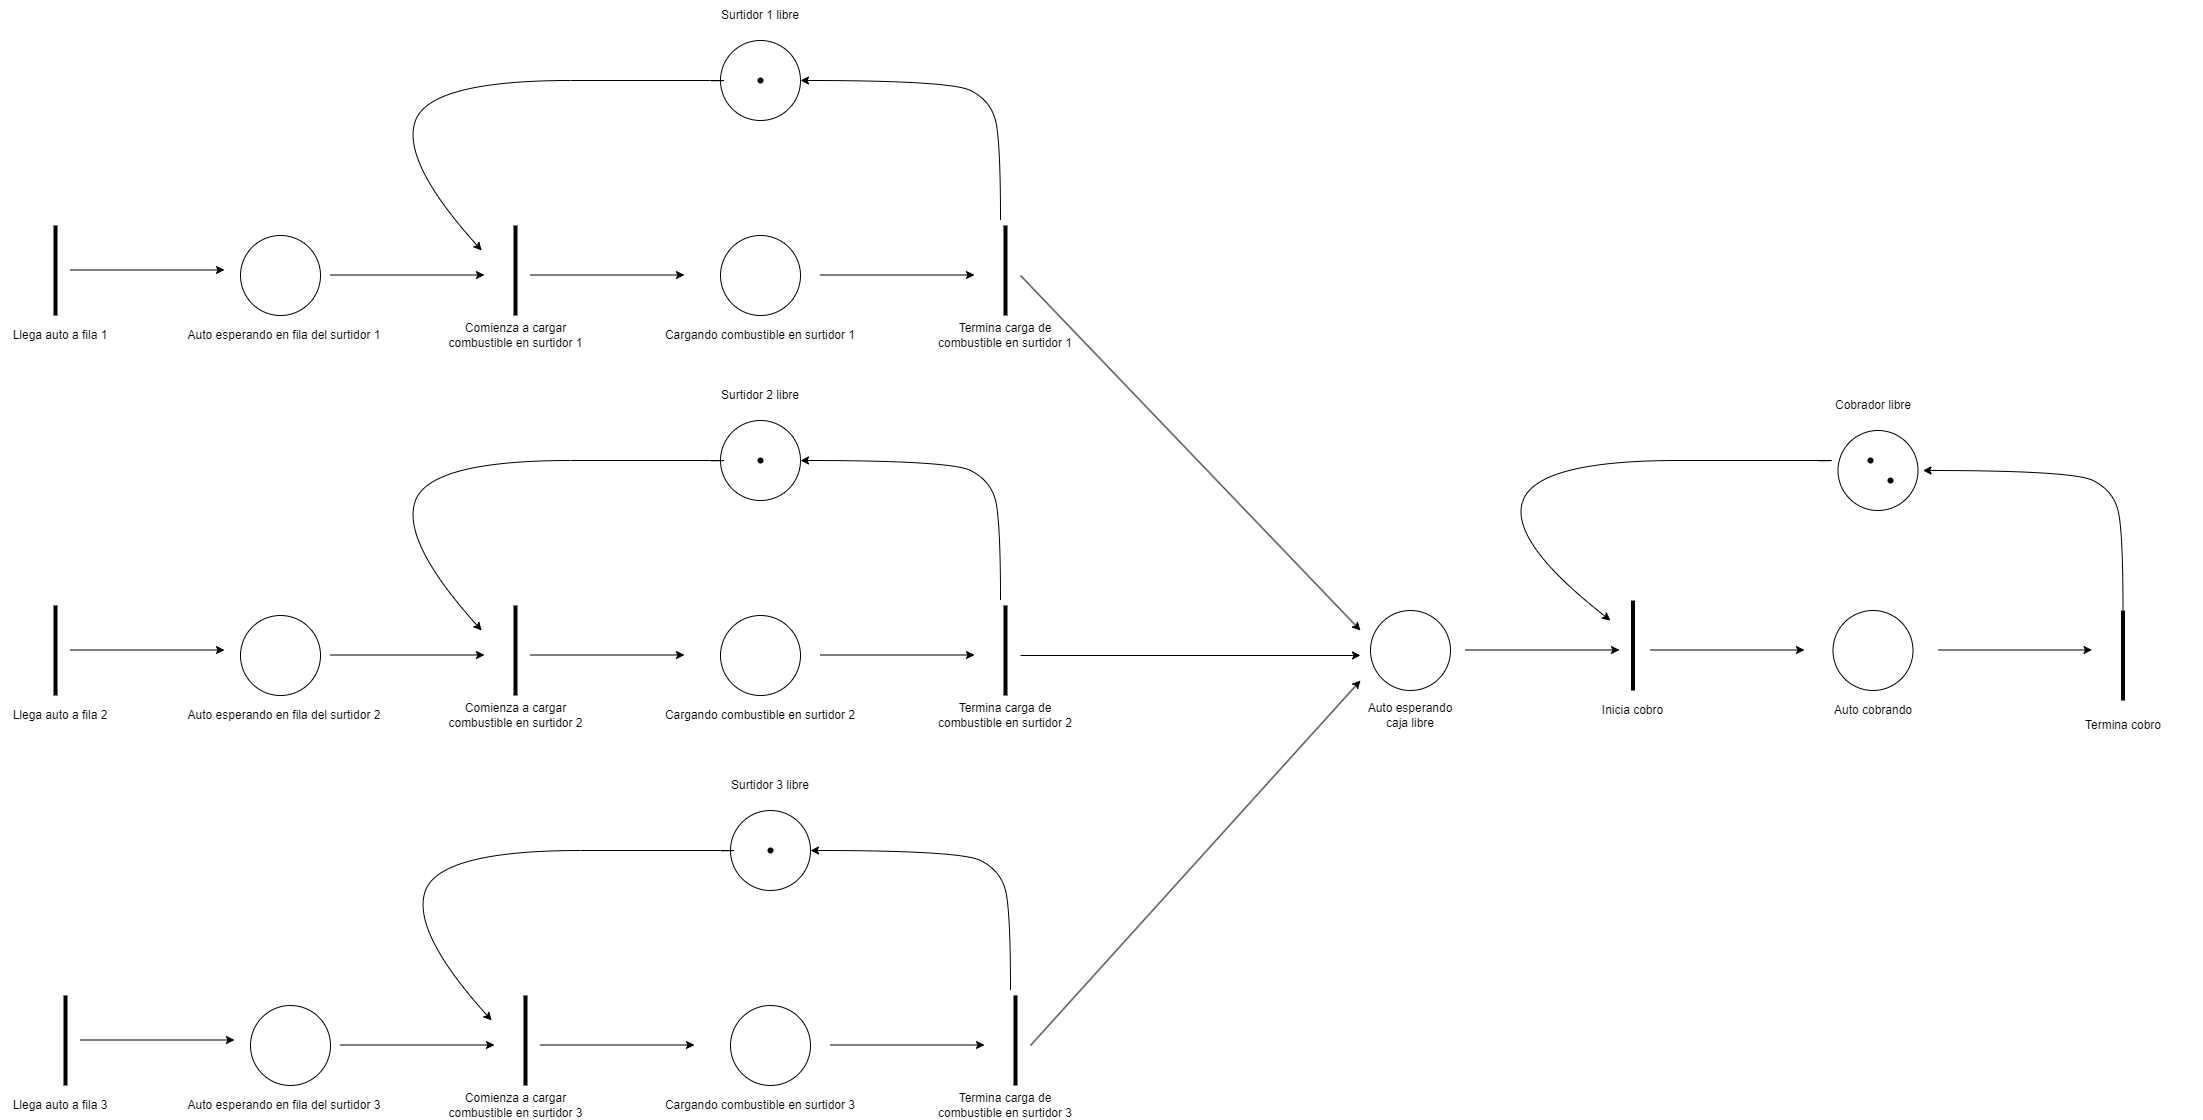 Surtidor 1 libre
Llega auto a fila 1
Auto esperando en fila del surtidor 1
Comienza a cargar
combustible en surtidor 1
Cargando combustible en surtidor 1
Termina carga de
combustible en surtidor 1
Surtidor 2 libre
Cobrador libre
Llega auto a fila 2
Auto esperando en fila del surtidor 2
Comienza a cargar
combustible en surtidor 2
Cargando combustible en surtidor 2
Termina carga de
combustible en surtidor 2
Auto esperando
caja libre
Inicia cobro
Auto cobrando
Termina cobro
Surtidor 3 libre
Llega auto a fila 3
Auto esperando en fila del surtidor 3
Comienza a cargar
combustible en surtidor 3
Cargando combustible en surtidor 3
Termina carga de
combustible en surtidor 3